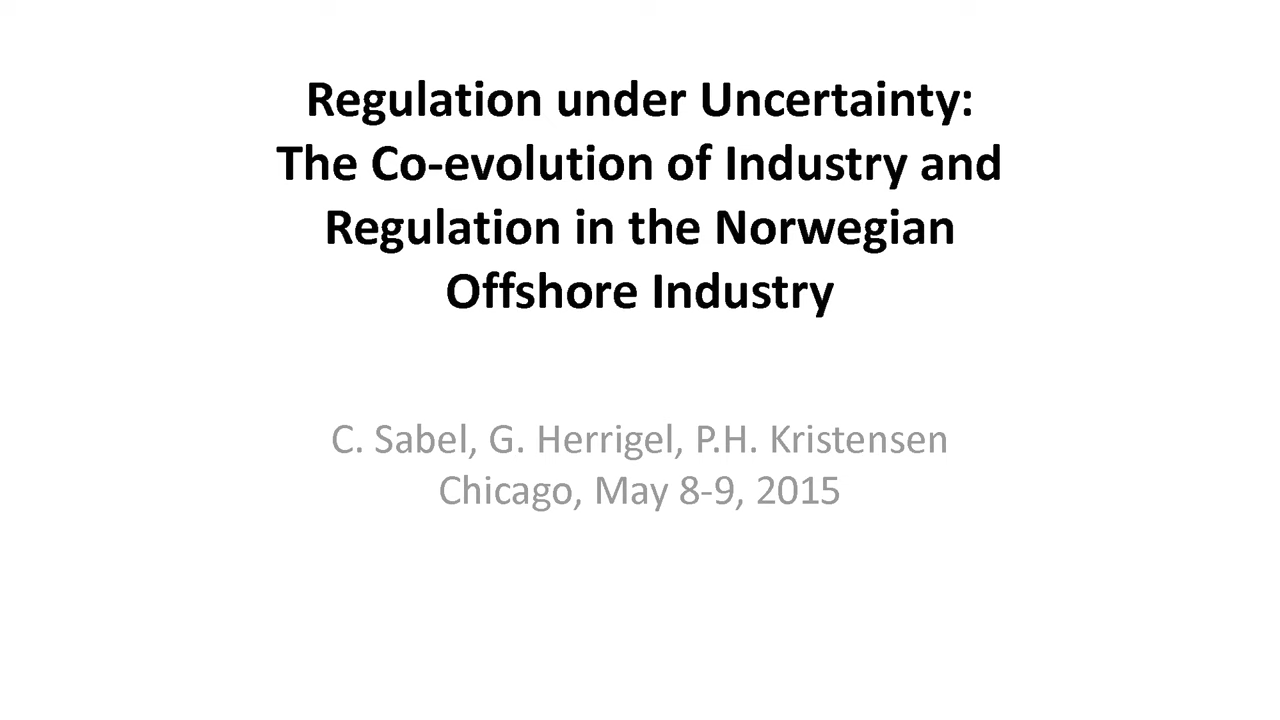 Regulation under Uncertainty:
The Co-evolution of Industry and
Regulation in the Norwegian
Offshore Industry
C. Sabel, G. Herrigel, P.H. Kristensen
Chicago, May 8-9, 2015